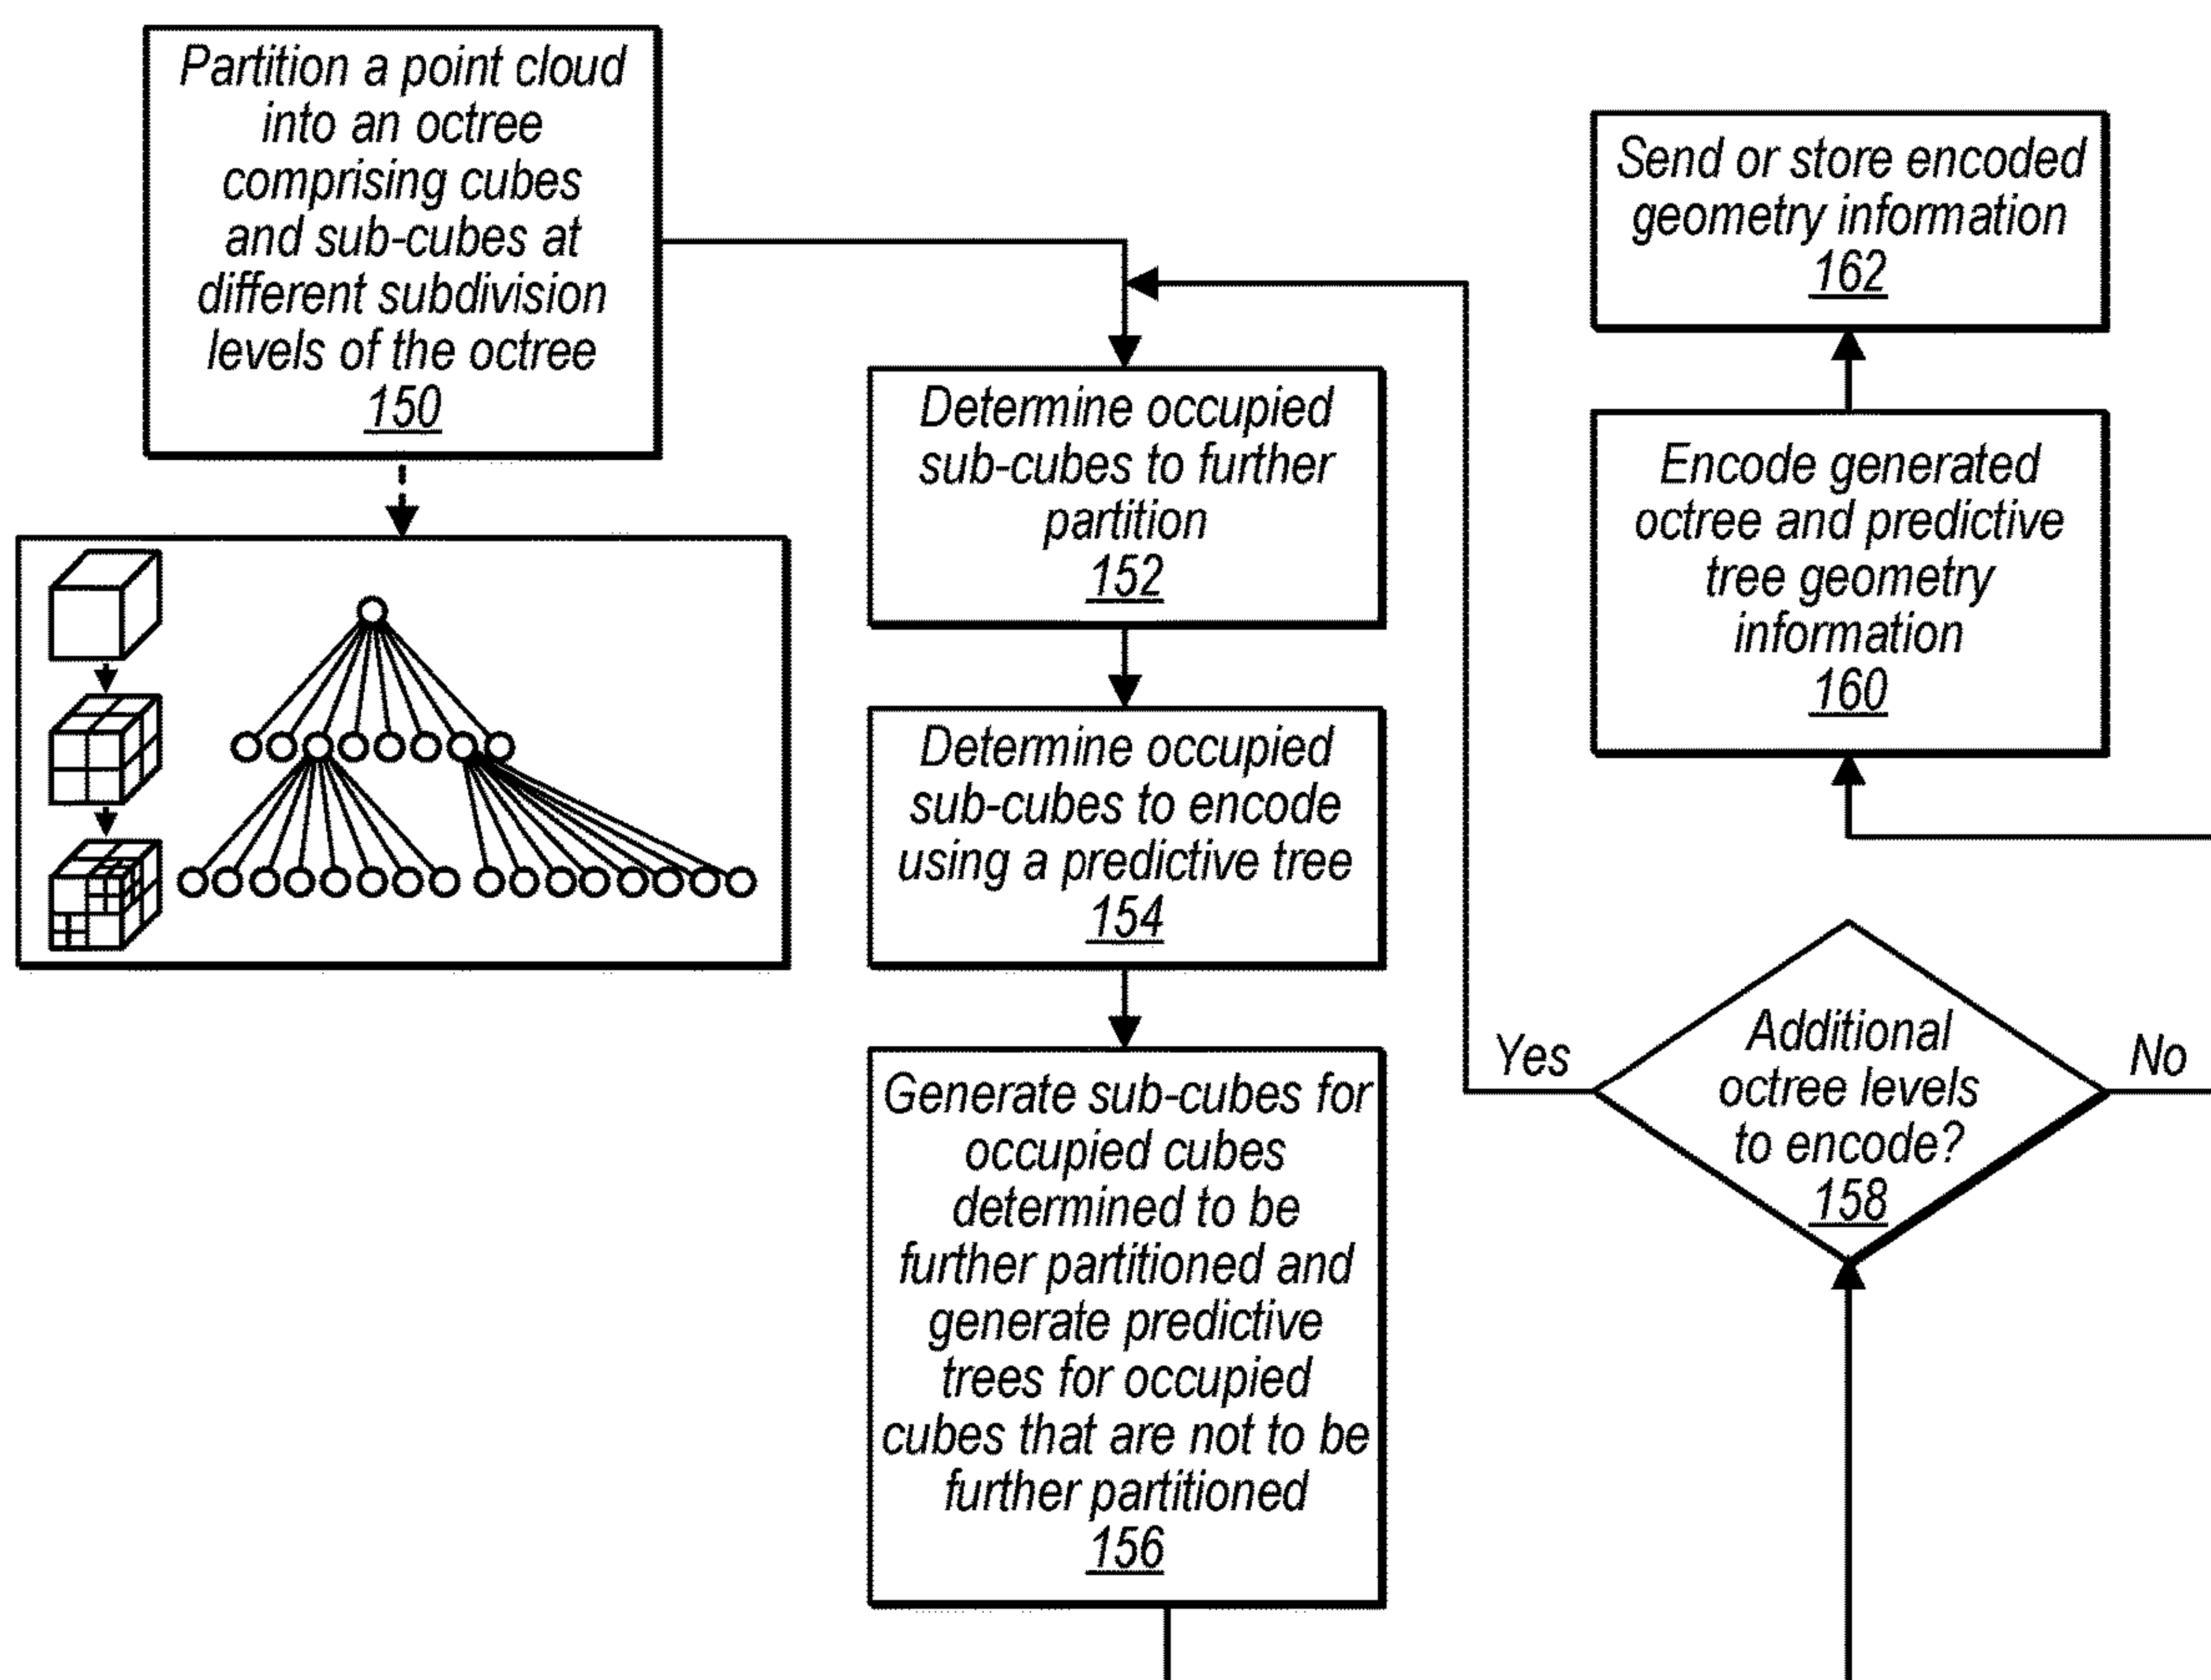 Partition a point cloud
into an octree
comprising cubes
and sub-cubes at
different subdivision
levels of the octree
150
Determine occupied
sub-cubes to further
partition
152
Determine occupied
sub-cubes to encode
using a predictive tree
154
Generate sub-cubes for
occupied cubes
determined to be
further partitioned and
generate predictive
trees for occupied
cubes that are not to be
further partitioned
156
Additional
octree levels
to encode?
158
Yes
No
Encode generated
octree and predictive
tree geometry
information
160
Send or store encoded
geometry information
162